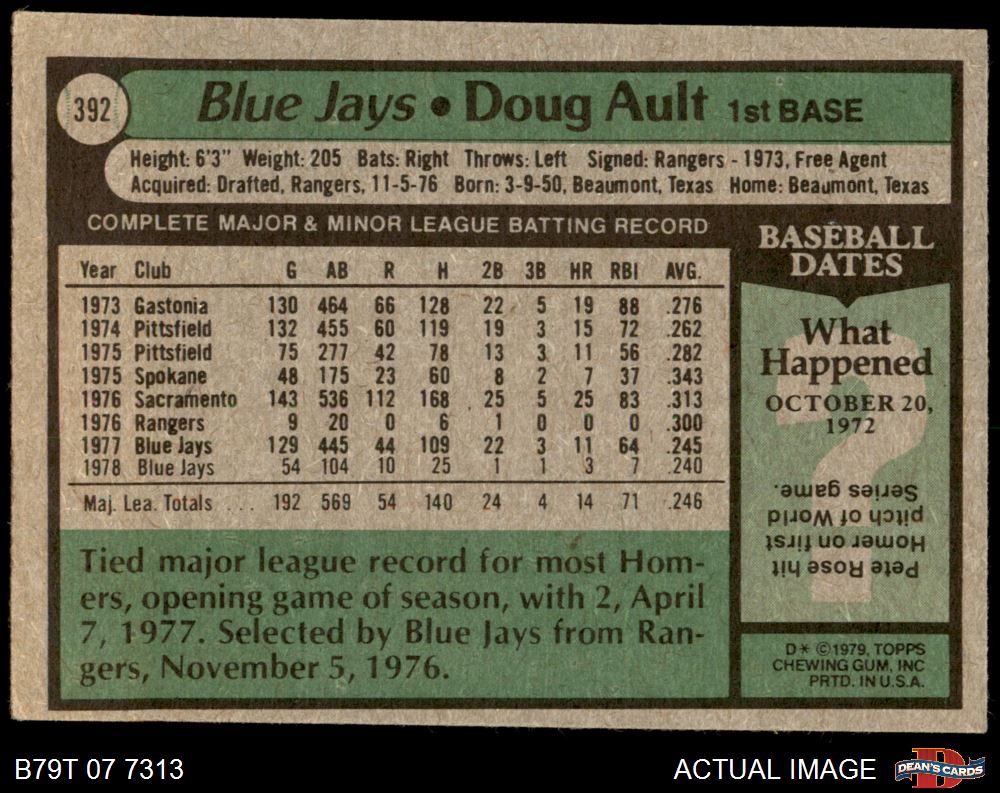 392
Blue Jays • Doug Ault 1st BASE
Height: 6'3" Weight: 205 Bats: Right Throws: Left Signed: Rangers - 1973, Free Agent
Acquired: Drafted, Rangers, 11-5-76 Born: 3-9-50, Beaumont, Texas Home: Beaumont, Texas
COMPLETE MAJOR & MINOR LEAGUE BATTING RECORD
Year Club G AB R H 2B 3B HR RBI AVG.
1973 Gastonia 130 464 66 128 22 5 19 88 .276
1974 Pittsfield 132 455 60 119 19 3 15 72 .262
1975 Pittsfield 75 277 42 78 13 3 11 56 .282
1975 Spokane 48 175 23 60 8 2 7 37 .343
1976 Sacramento 143 536 112 168 25 5 25 83 .313
1976 Rangers 9 20 0 6 1 0 0 0 .300
1977 Blue Jays 129 445 44 109 22 3 11 64 .245
1978 Blue Jays 54 104 10 25 1 1 3 7 .240
Maj. Lea. Totals ... 192 569 54 140 24 4 14 71 .246
Tied major league record for most Hom-
ers, opening game of season, with 2, April
7, 1977. Selected by Blue Jays from Ran-
gers, November 5, 1976.
BASEBALL
DATES
What
Happened
OCTOBER 20,
1972
?
Pete Rose hit
Homer on first
pitch of World
Series game.
D* ©1979, TOPPS
CHEWING GUM, INC
PRTD. IN U.S.A.
B79T 07 7313
ACTUAL IMAGE
D
DEAN'S CARDS